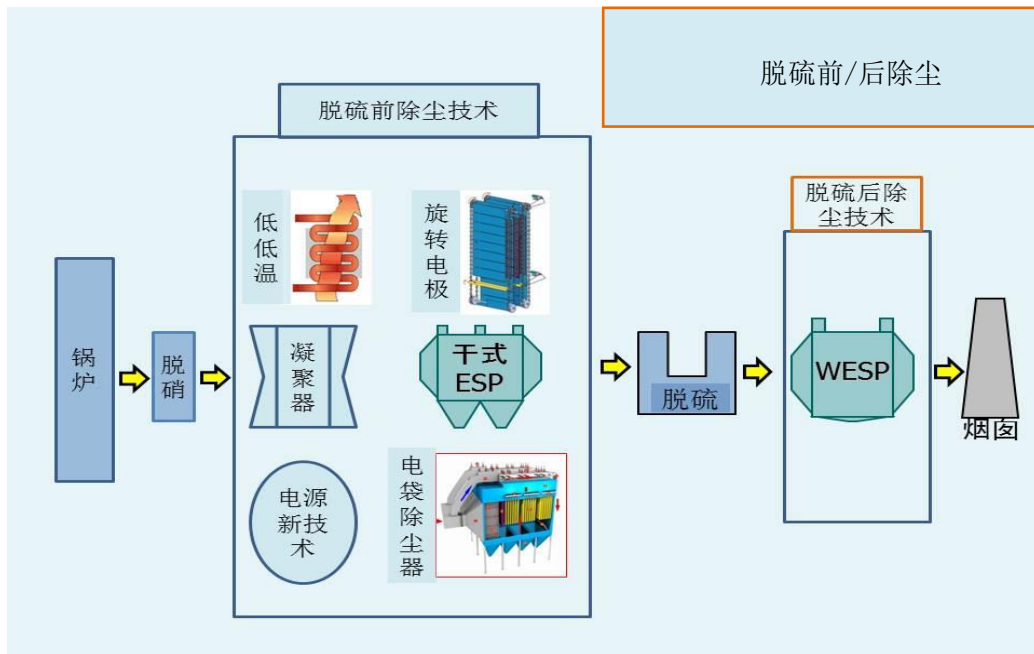 脱硫前/后除尘
脱硫前除尘技术
脱硫后除
尘技术
低
低
温
旋
转
电
极
锅
炉
脱
硝
凝
聚
器
干式
ESP
脱硫
WESP
烟囱
电源
新技
术
电
袋
除
尘
器